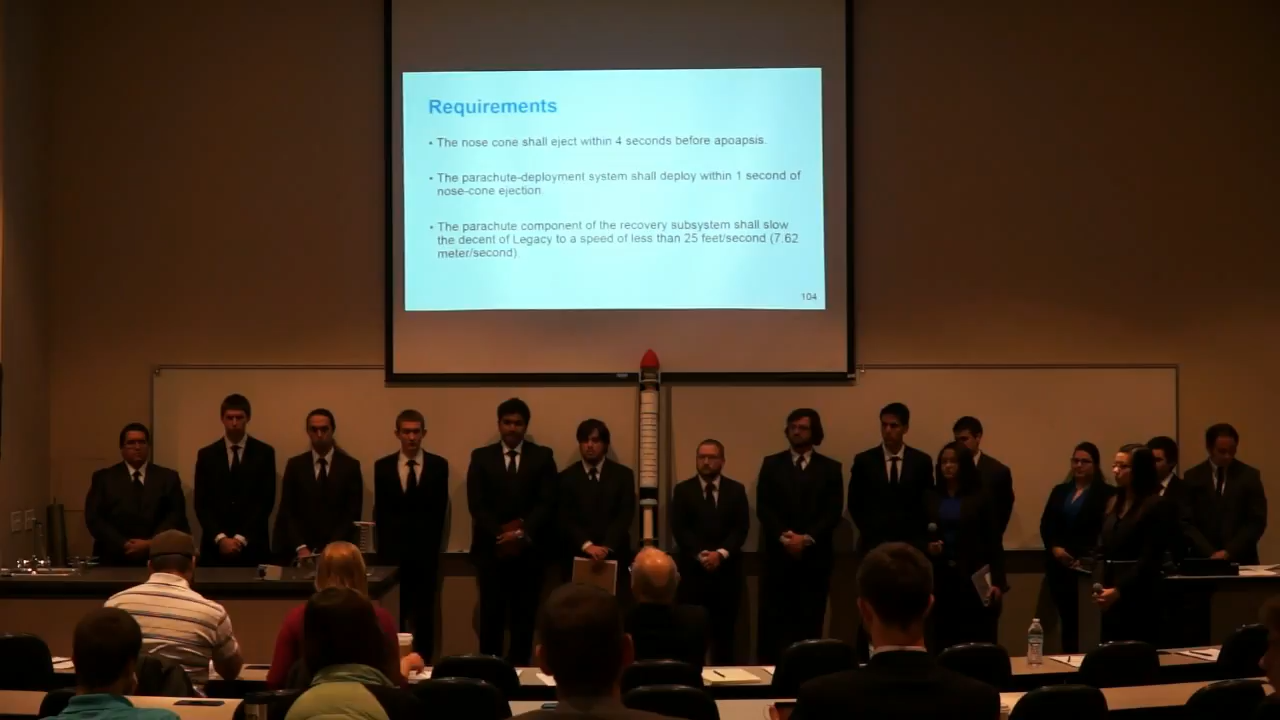 Requirements
• The nose cone shall eject within 4 seconds before apoapsis.
• The parachute-deployment system shall deploy within 1 second of
nose-cone ejection.
• The parachute component of the recovery subsystem shall slow
the decent of Legacy to a speed of less than 25 feet/second (7.62
meter/second).
104